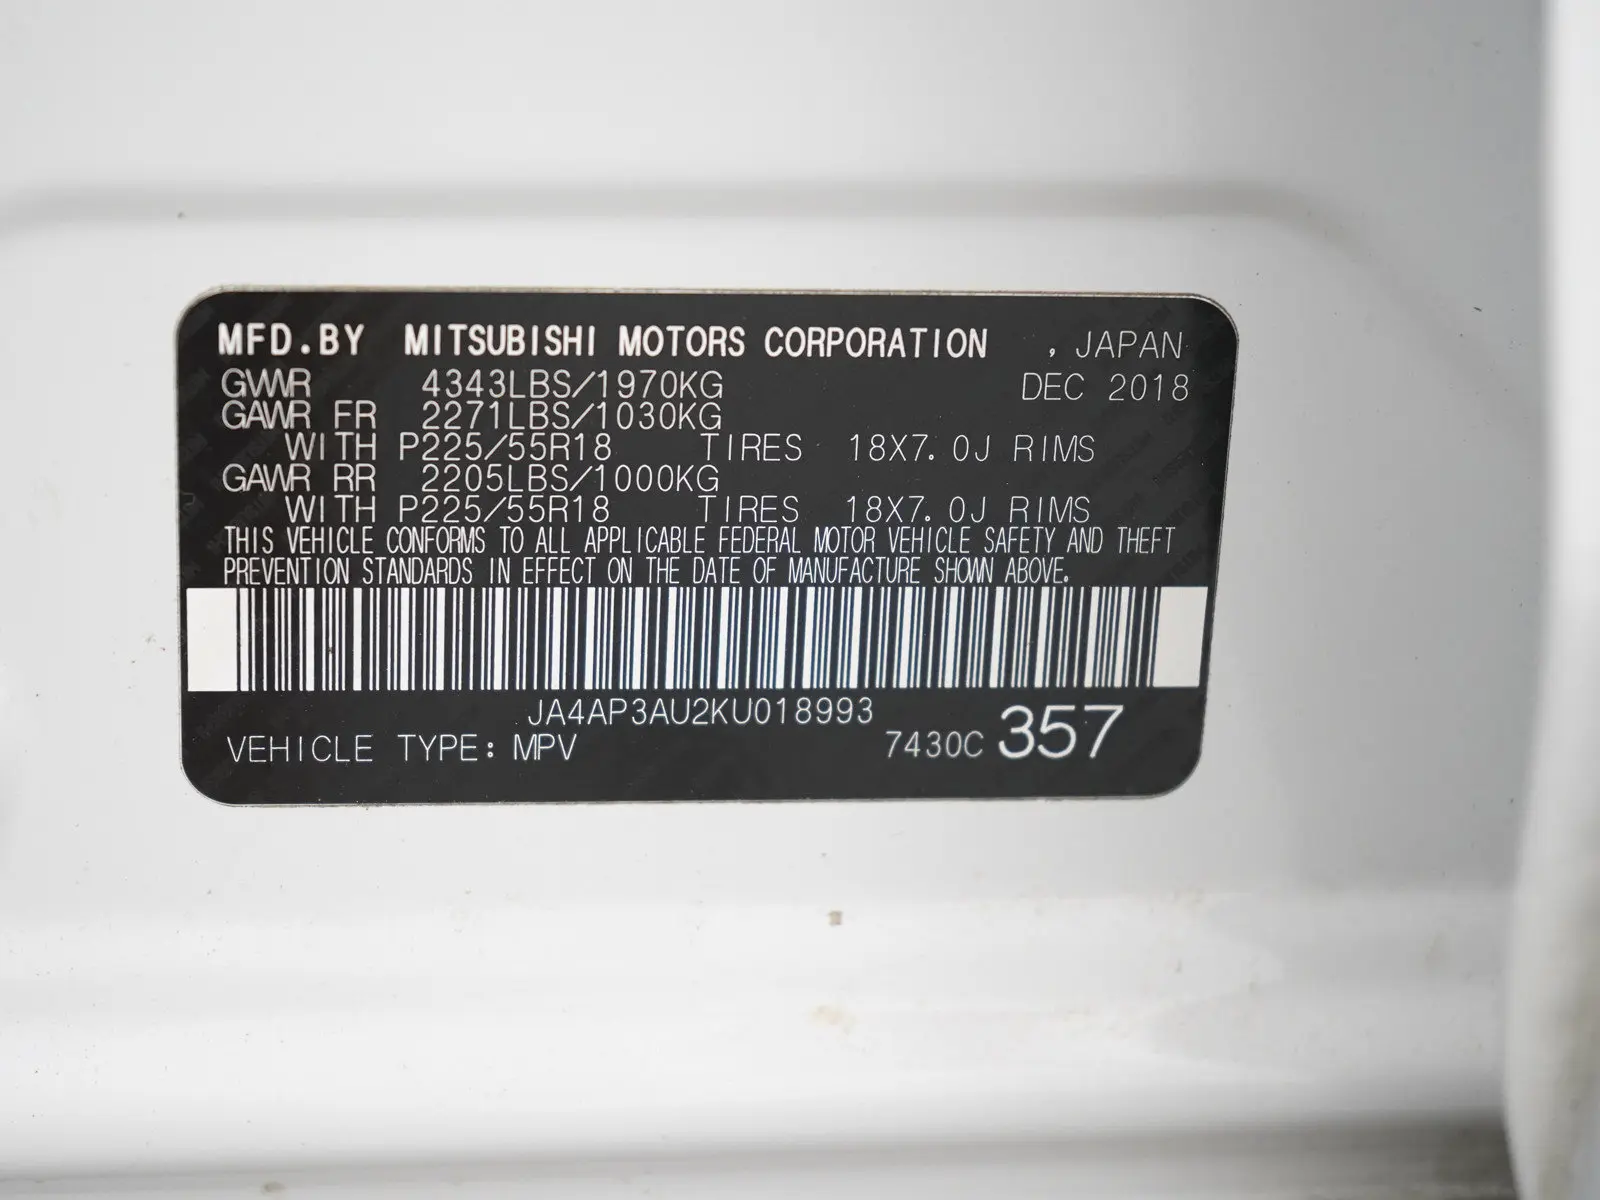 MFD.BY MITSUBISHI MOTORS CORPORATION , JAPAN
GVWR 4343LBS/1970KG DEC 2018
GAWR FR 2271LBS/1030KG
WITH P225/55R18 TIRES 18X7.0J RIMS
GAWR RR 2205LBS/1000KG
WITH P225/55R18 TIRES 18X7.0J RIMS
THIS VEHICLE CONFORMS TO ALL APPLICABLE FEDERAL MOTOR VEHICLE SAFETY AND THEFT
PREVENTION STANDARDS IN EFFECT ON THE DATE OF MANUFACTURE SHOWN ABOVE.
JA4AP3AU2KU018993
VEHICLE TYPE: MPV 7430C 357